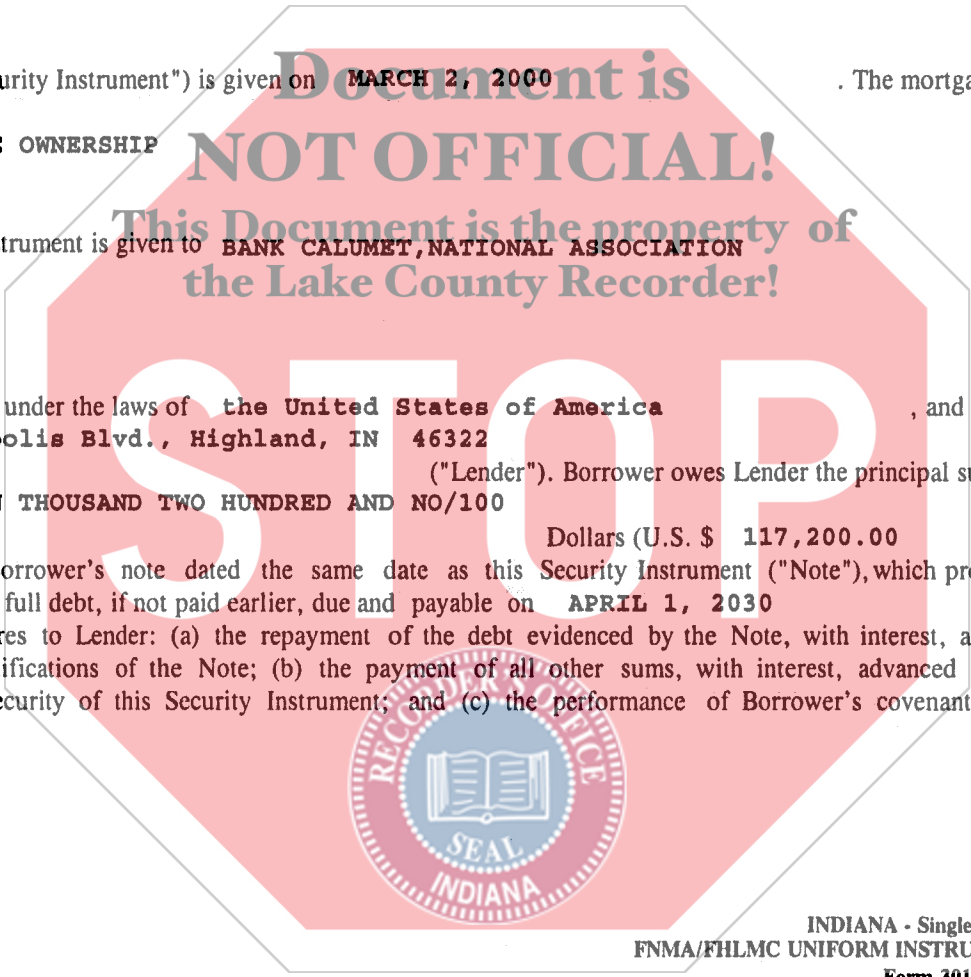 urity Instrument") is given on MARCH 2, 2000 . The mortga
Document is
OWNERSHIP
NOT OFFICIAL!
This Document is the property of
trument is given to BANK CALUMET,NATIONAL ASSOCIATION
the Lake County Recorder!
STOP
under the laws of the United States of America , and
olis Blvd., Highland, IN 46322
("Lender"). Borrower owes Lender the principal su
THOUSAND TWO HUNDRED AND NO/100
Dollars (U.S. $ 117,200.00
orrower's note dated the same date as this Security Instrument ("Note"),which pro
full debt, if not paid earlier, due and payable on APRIL 1, 2030
res to Lender: (a) the repayment of the debt evidenced by the Note, with interest, a
ifications of the Note; (b) the payment of all other sums, with interest, advanced
ecurity of this Security Instrument; and (c) the performance of Borrower's covenant
RECORDER'S OFFICE
SEAL
INDIANA
INDIANA - Single
FNMA/FHLMC UNIFORM INSTRU
Form 301